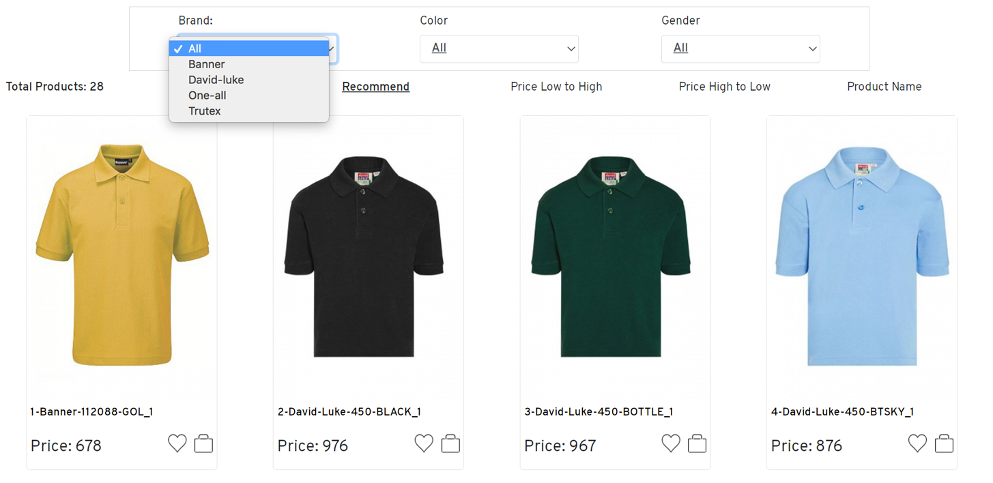 Brand:
Color
Gender
All
Banner
David-luke
One-all
Trutex
All
All
Total Products: 28
Recommend
Price Low to High
Price High to Low
Product Name
1-Banner-112088-GOL_1
2-David-Luke-450-BLACK_1
3-David-Luke-450-BOTTLE_1
4-David-Luke-450-BTSKY_1
Price: 678
Price: 976
Price: 967
Price: 876